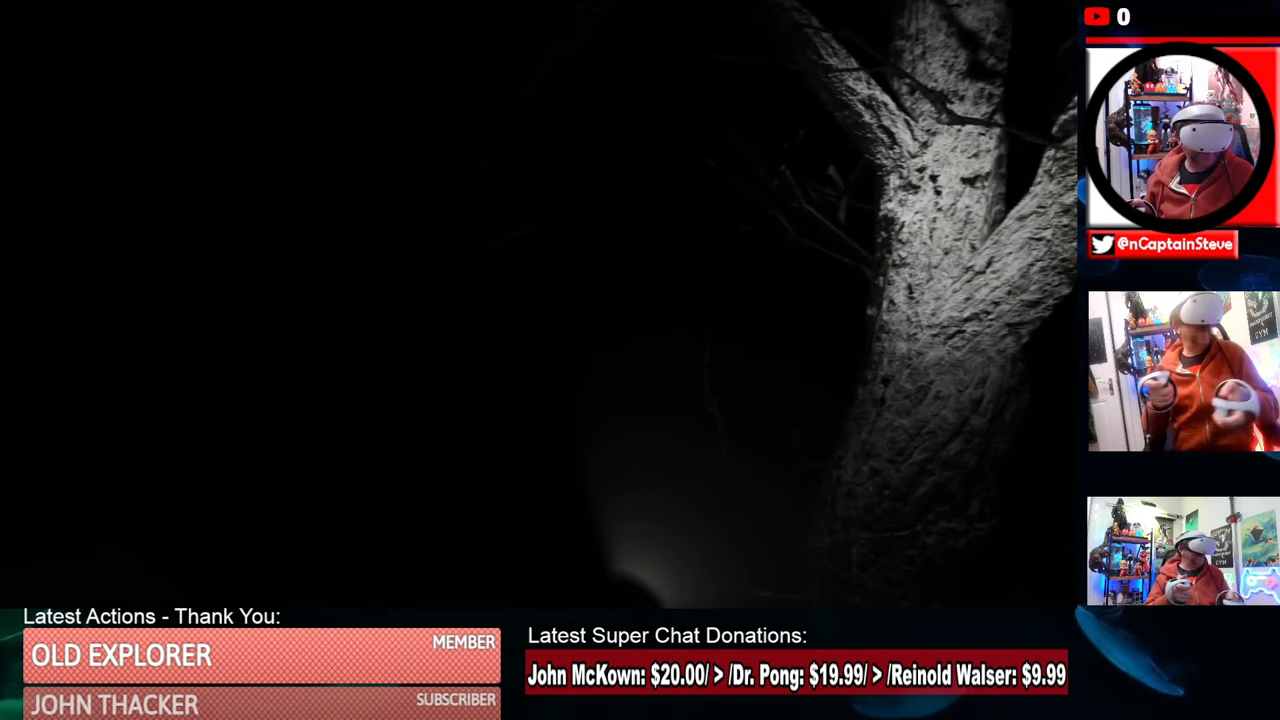 0
@nCaptainSteve
GYM
Latest Actions - Thank You:
OLD EXPLORER
MEMBER
JOHN THACKER
SUBSCRIBER
Latest Super Chat Donations:
John McKown: $20.00/ > /Dr. Pong: $19.99/ > /Reinold Walser: $9.99